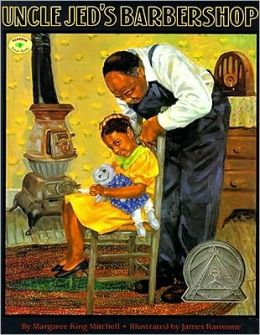 UNCLE JED'S BARBERSHOP
By Margaree King Mitchell • Illustrated by James Ransome